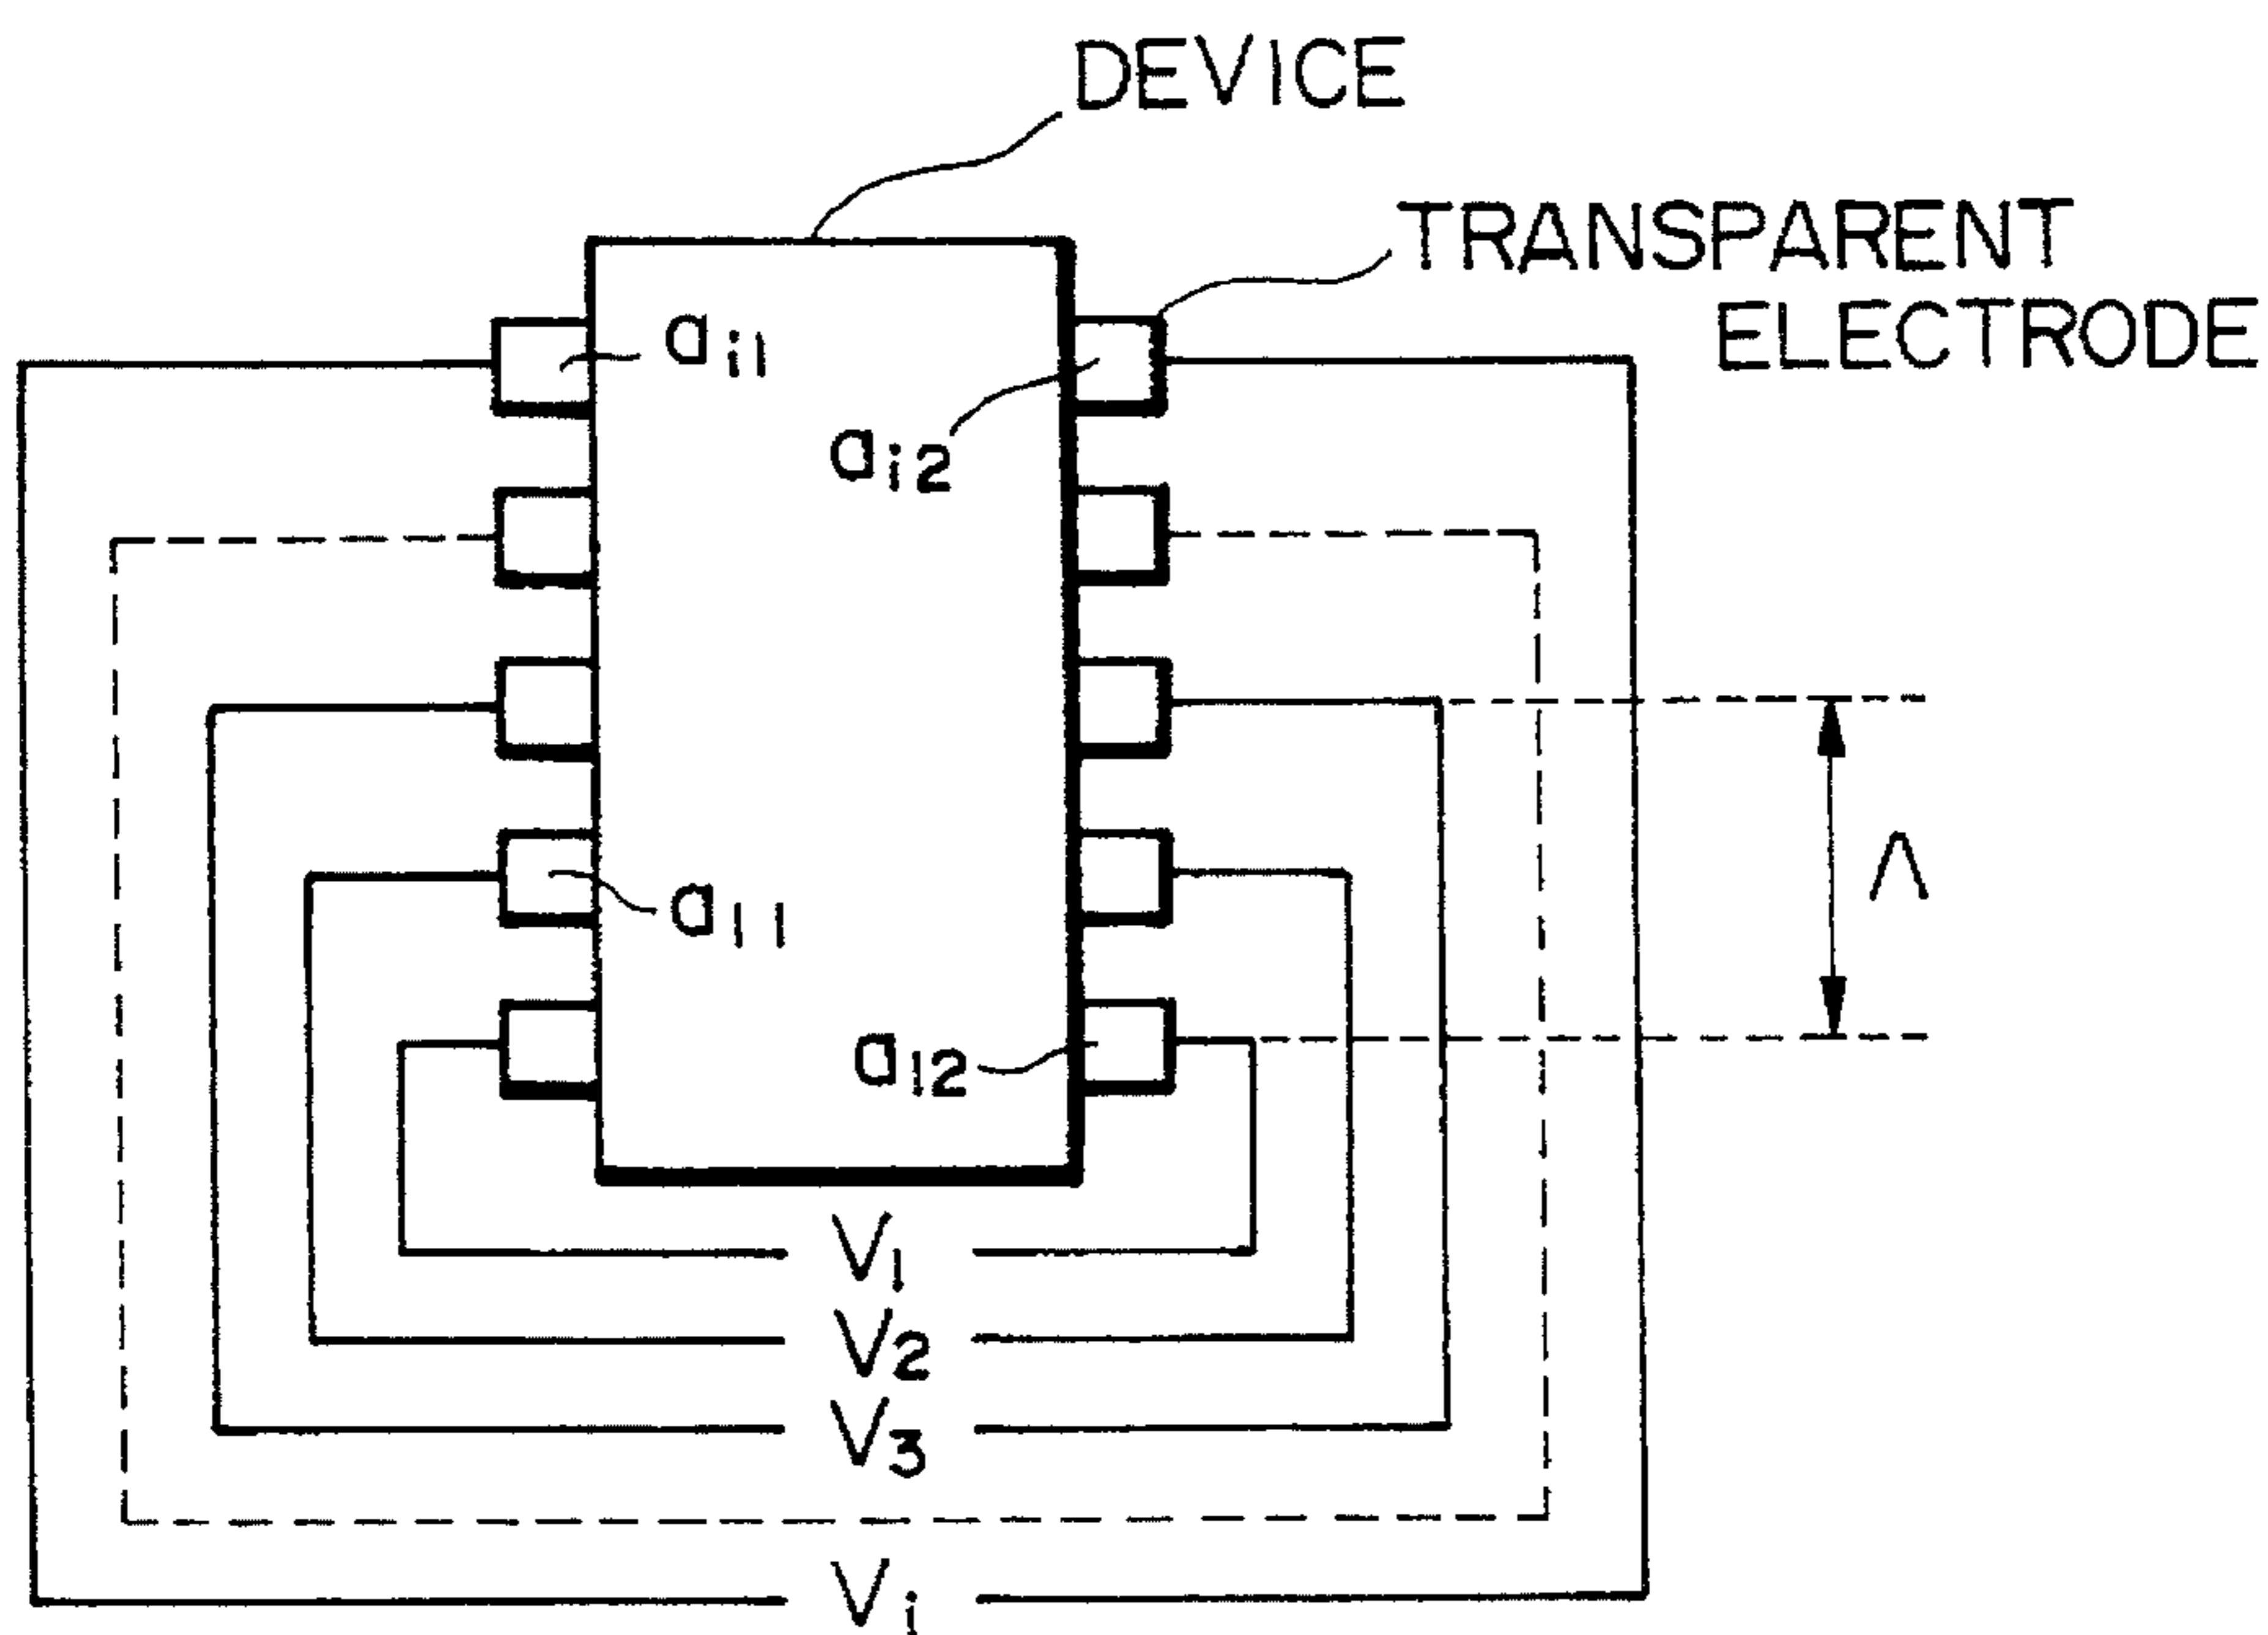 DEVICE
TRANSPARENT
ELECTRODE
ai1
ai2
Λ
a11
a12
V1
V2
V3
Vi